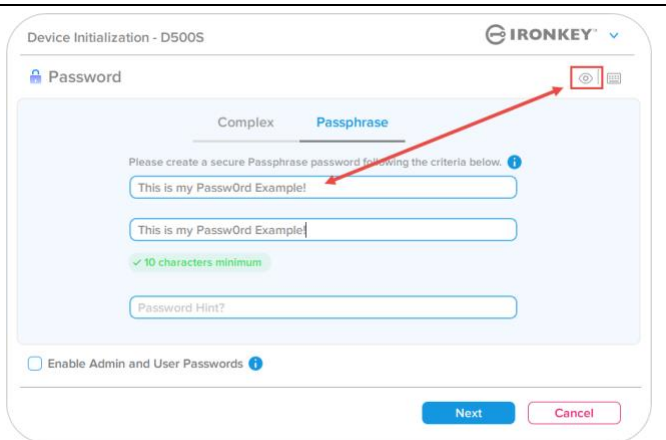 Device Initialization - D500S
IRONKEY™
Password
Complex
Passphrase
Please create a secure Passphrase password following the criteria below.
This is my Passw0rd Example!
This is my Passw0rd Example!
✓ 10 characters minimum
Password Hint?
Enable Admin and User Passwords
Next
Cancel